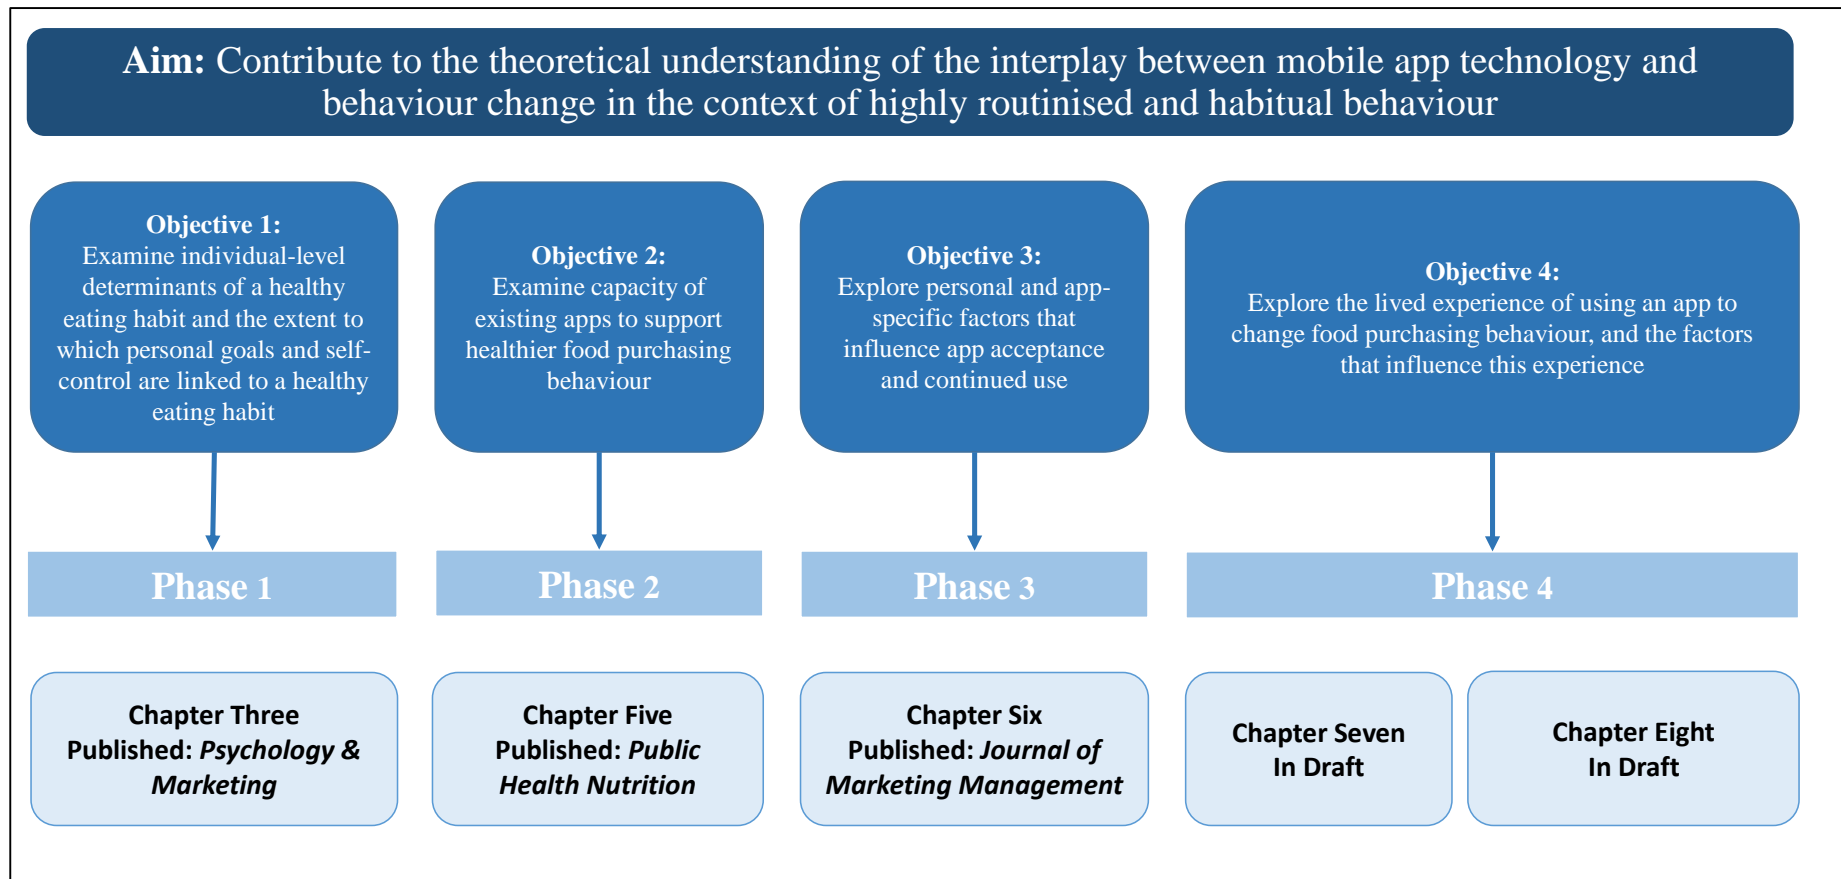 Aim: Contribute to the theoretical understanding of the interplay between mobile app technology and
behaviour change in the context of highly routinised and habitual behaviour
Objective 1:
Examine individual-level
determinants of a healthy
eating habit and the extent to
which personal goals and self-
control are linked to a healthy
eating habit
Objective 2:
Examine capacity of
existing apps to support
healthier food purchasing
behaviour
Objective 3:
Explore personal and app-
specific factors that
influence app acceptance
and continued use
Objective 4:
Explore the lived experience of using an app to
change food purchasing behaviour, and the factors
that influence this experience
Phase 1
Phase 2
Phase 3
Phase 4
Chapter Three
Published: Psychology &
Marketing
Chapter Five
Published: Public
Health Nutrition
Chapter Six
Published: Journal of
Marketing Management
Chapter Seven
In Draft
Chapter Eight
In Draft